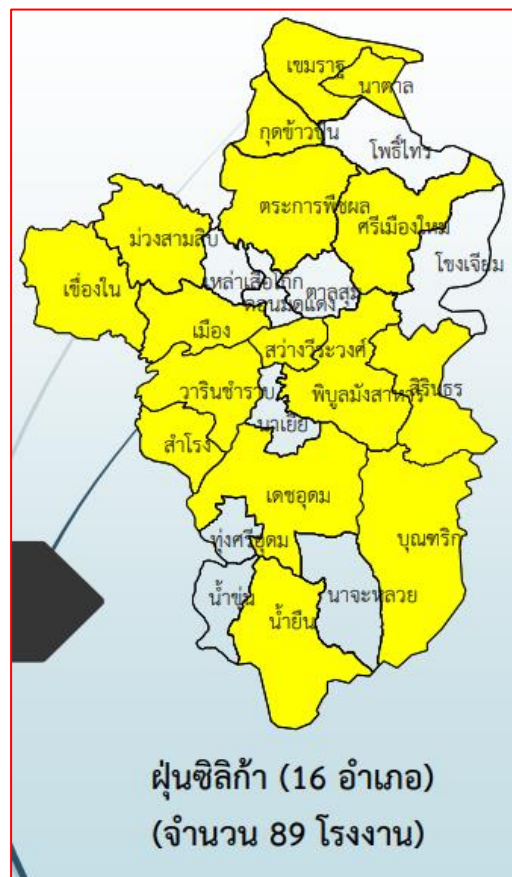 เขมราฐ
นาตาล
กุดข้าวปุ้น
โพธิ์ไทร
ตระการพืชผล
ศรีเมืองใหม่
ม่วงสามสิบ
โขงเจียม
เหล่าเสือโก้ก
เขื่องใน
ตาลสุม
ดอนมดแดง
เมือง
สว่างวีระวงศ์
วารินชำราบ
พิบูลมังสาหาร
สิรินธร
นาเยีย
สำโรง
เดชอุดม
บุณฑริก
ทุ่งศรีอุดม
น้ำขุ่น
นาจะหลวย
น้ำยืน
ฝุ่นซิลิก้า (16 อำเภอ)
(จำนวน 89 โรงงาน)